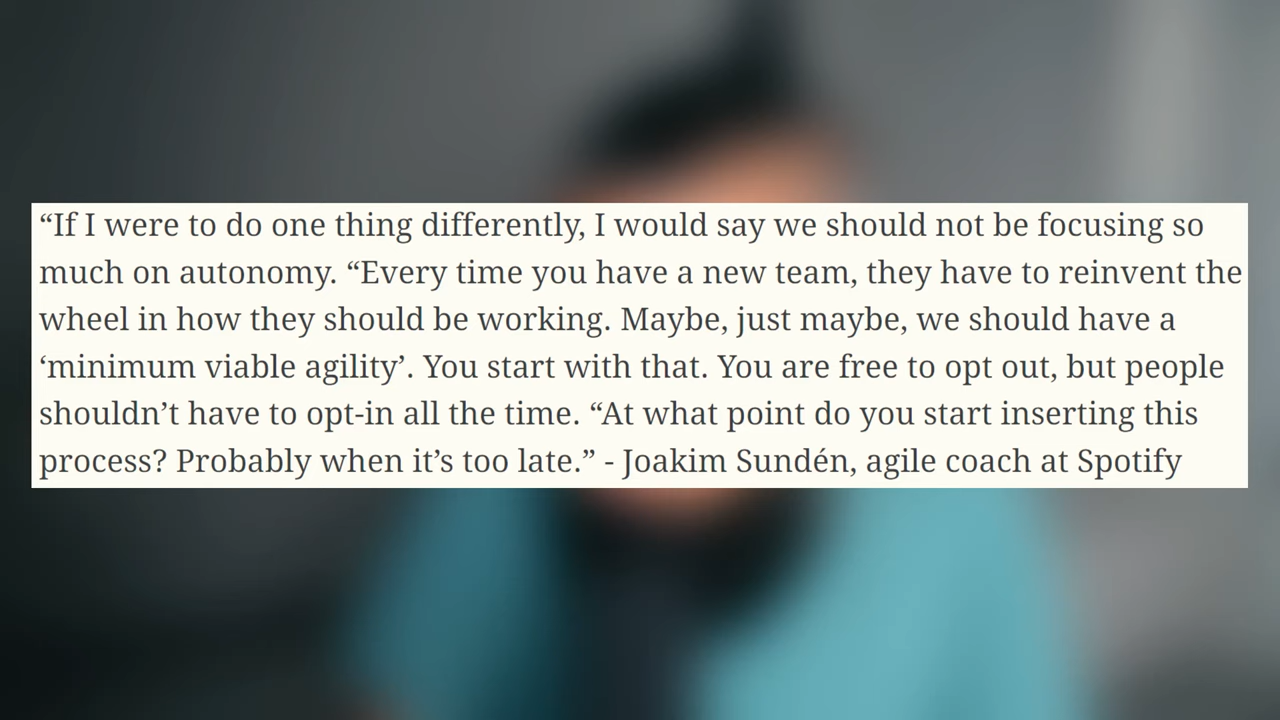 “If I were to do one thing differently, I would say we should not be focusing so
much on autonomy. “Every time you have a new team, they have to reinvent the
wheel in how they should be working. Maybe, just maybe, we should have a
‘minimum viable agility’. You start with that. You are free to opt out, but people
shouldn’t have to opt-in all the time. “At what point do you start inserting this
process? Probably when it’s too late.” - Joakim Sundén, agile coach at Spotify